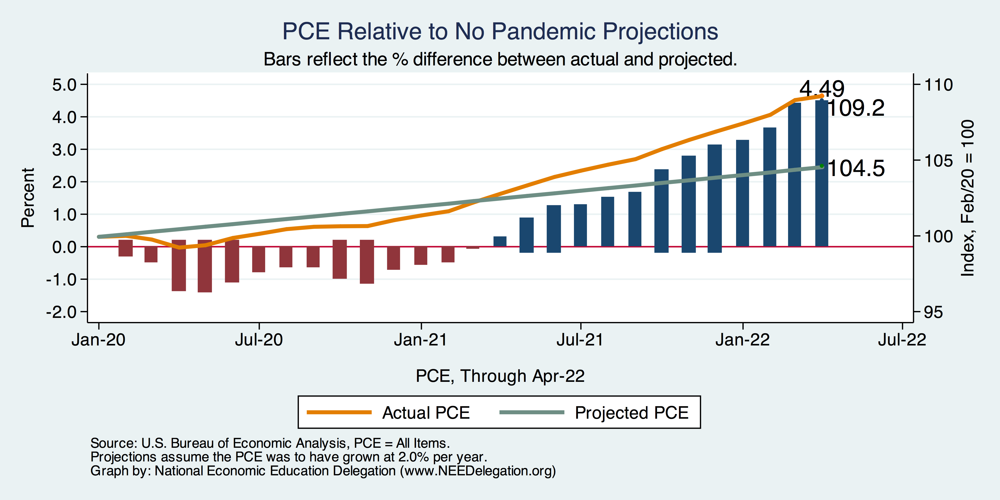 PCE Relative to No Pandemic Projections
Bars reflect the % difference between actual and projected.
5.0
4.0
3.0
2.0
1.0
0.0
-1.0
-2.0
Percent
4.49
109.2
104.5
110
105
100
95
Index, Feb/20 = 100
Jan-20 Jul-20 Jan-21 Jul-21 Jan-22 Jul-22
PCE, Through Apr-22
Actual PCE Projected PCE
Source: U.S. Bureau of Economic Analysis, PCE = All Items.
Projections assume the PCE was to have grown at 2.0% per year.
Graph by: National Economic Education Delegation (www.NEEDelegation.org)